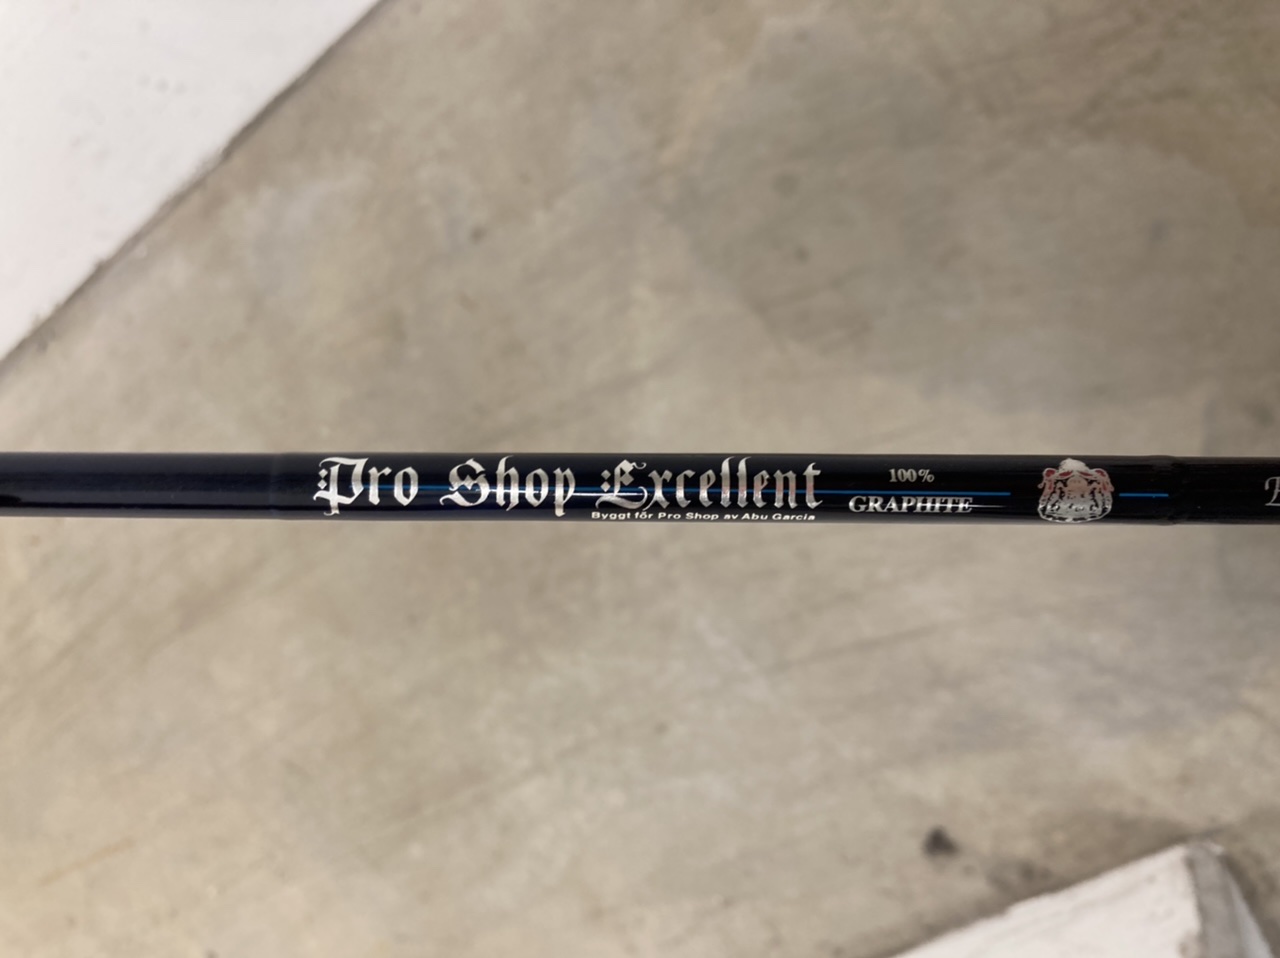 Pro Shop Excellent
Byggt för Pro Shop av Abu Garcia
100%
GRAPHITE